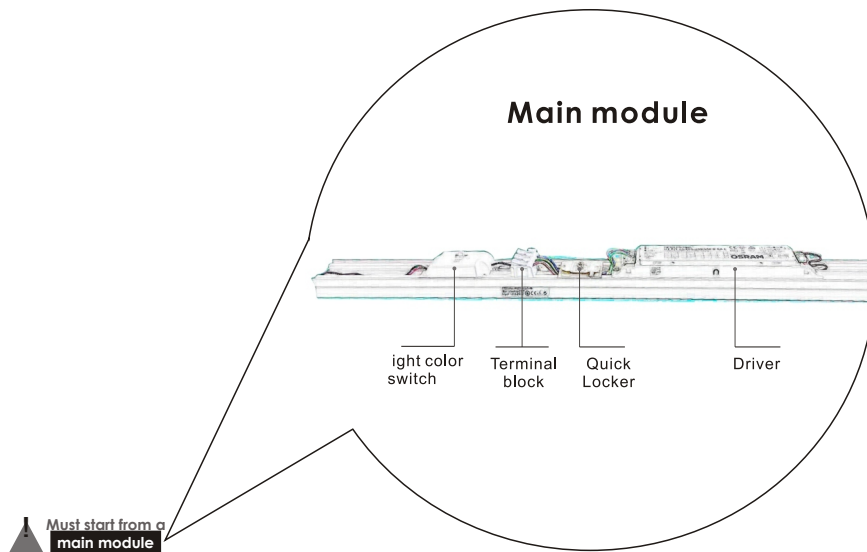 Main module
OSRAM
ight color
switch
Terminal
block
Quick
Locker
Driver
!
Must start from a
main module